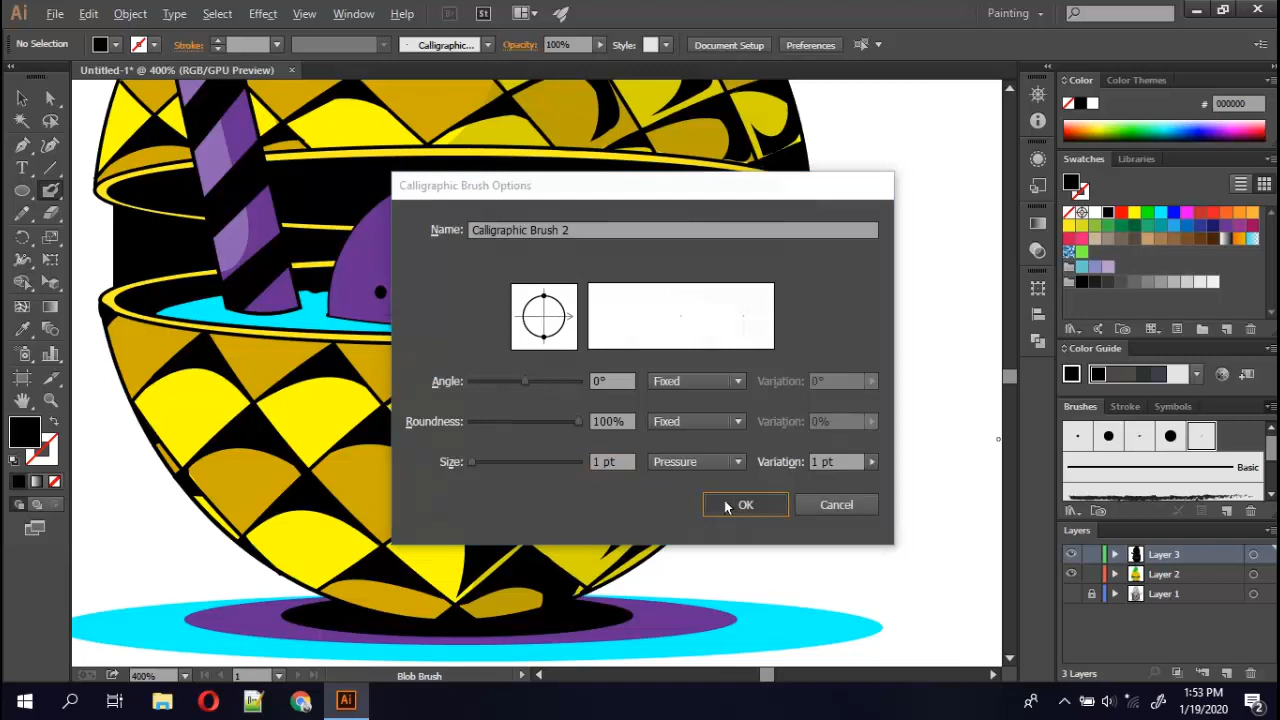 Ai File Edit Object Type Select Effect View Window Help Br St Painting
No Selection Stroke: Calligraphic... Opacity: 100% Style: Document Setup Preferences
Untitled-1* @ 400% (RGB/GPU Preview) ×
Color Color Themes
# 000000
Swatches Libraries
Calligraphic Brush Options
Name: Calligraphic Brush 2
Angle: 0° Fixed Variation: 0°
Roundness: 100% Fixed Variation: 0%
Size: 1 pt Pressure Variation: 1 pt
OK Cancel
Color Guide
Brushes Stroke Symbols
Basic
Layers
Layer 3
Layer 2
Layer 1
3 Layers
400% 1 Blob Brush
Ai
1:53 PM
1/19/2020
2